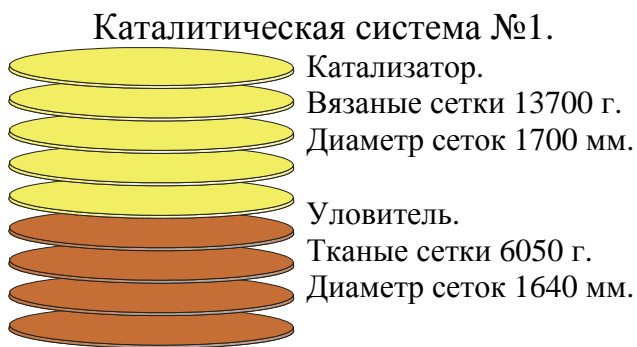 Каталитическая система №1.
Катализатор.
Вязаные сетки 13700 г.
Диаметр сеток 1700 мм.
Уловитель.
Тканые сетки 6050 г.
Диаметр сеток 1640 мм.